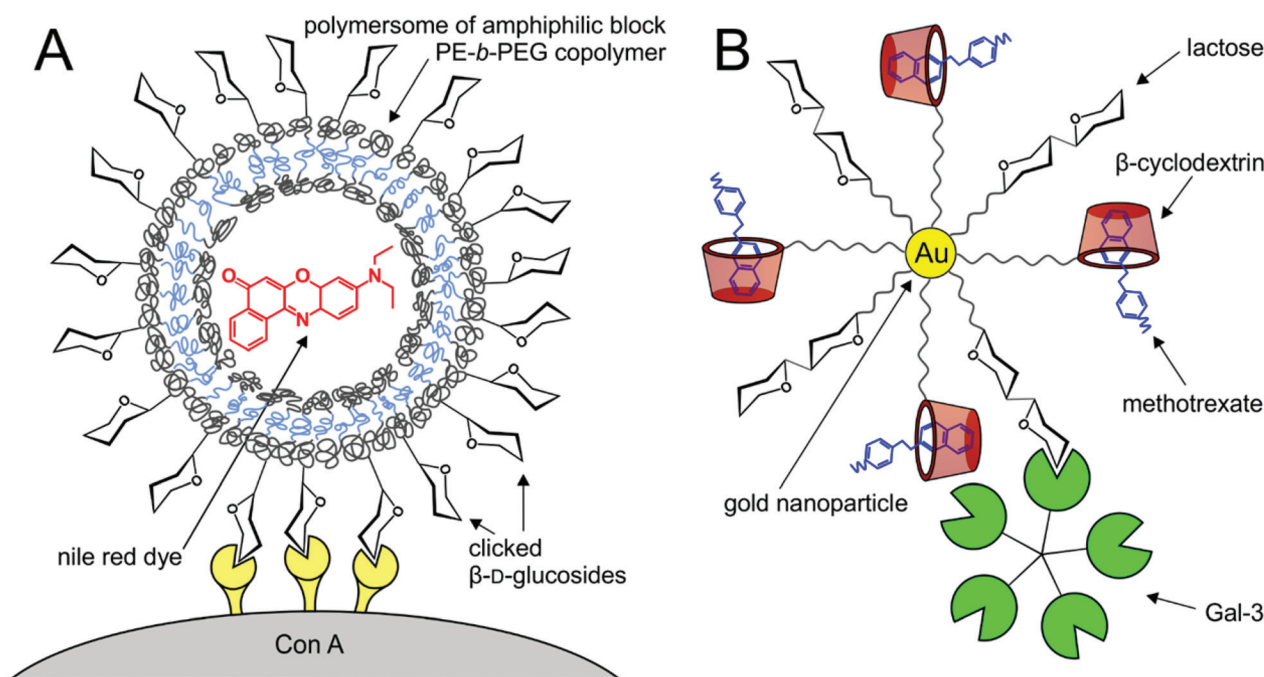 A
polymersome of amphiphilic block
PE-b-PEG copolymer
O
O
N
N
nile red dye
clicked
β-D-glucosides
Con A
B
lactose
β-cyclodextrin
Au
methotrexate
gold nanoparticle
Gal-3